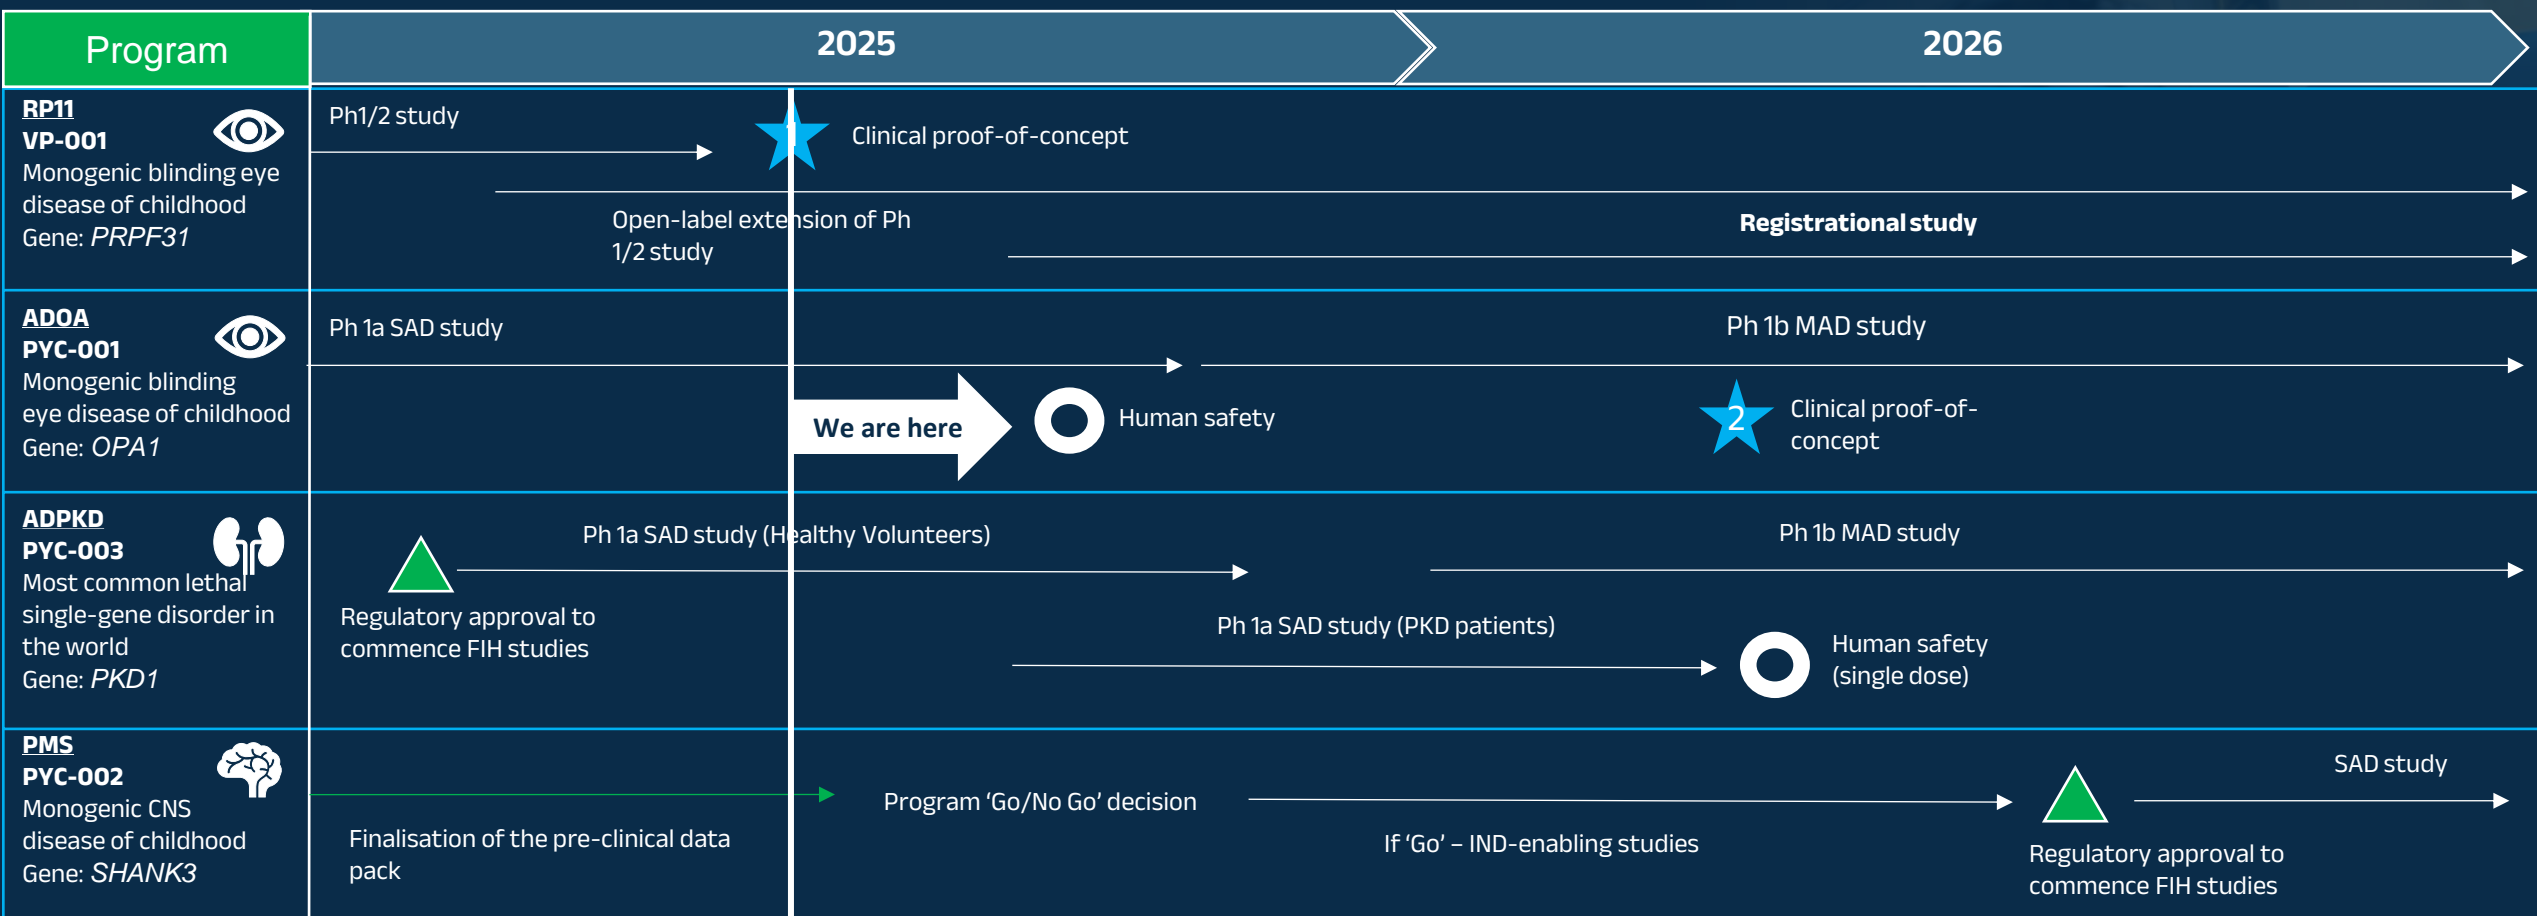 Program
2025
2026
RP11
VP-001
Monogenic blinding eye
disease of childhood
Gene: PRPF31
Ph1/2 study
1
Clinical proof-of-concept
Open-label extension of Ph
1/2 study
Registrational study
ADOA
PYC-001
Monogenic blinding
eye disease of childhood
Gene: OPA1
Ph 1a SAD study
We are here
Human safety
Ph 1b MAD study
2
Clinical proof-of-
concept
ADPKD
PYC-003
Most common lethal
single-gene disorder in
the world
Gene: PKD1
Regulatory approval to
commence FIH studies
Ph 1a SAD study (Healthy Volunteers)
Ph 1a SAD study (PKD patients)
Ph 1b MAD study
Human safety
(single dose)
PMS
PYC-002
Monogenic CNS
disease of childhood
Gene: SHANK3
Finalisation of the pre-clinical data
pack
Program ‘Go/No Go’ decision
If ‘Go’ – IND-enabling studies
Regulatory approval to
commence FIH studies
SAD study